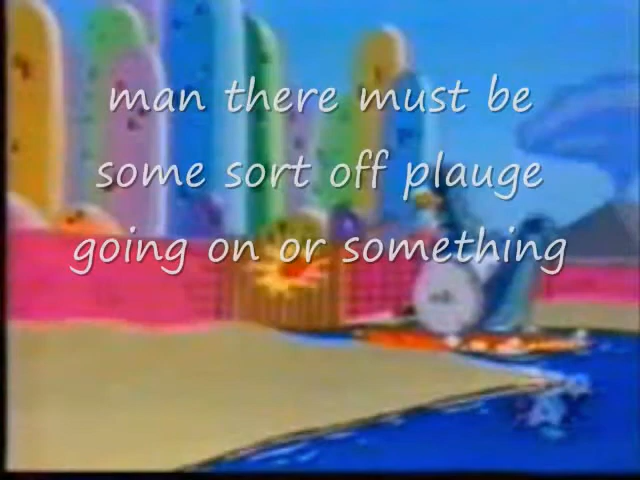 man there must be
some sort off plauge
going on or something